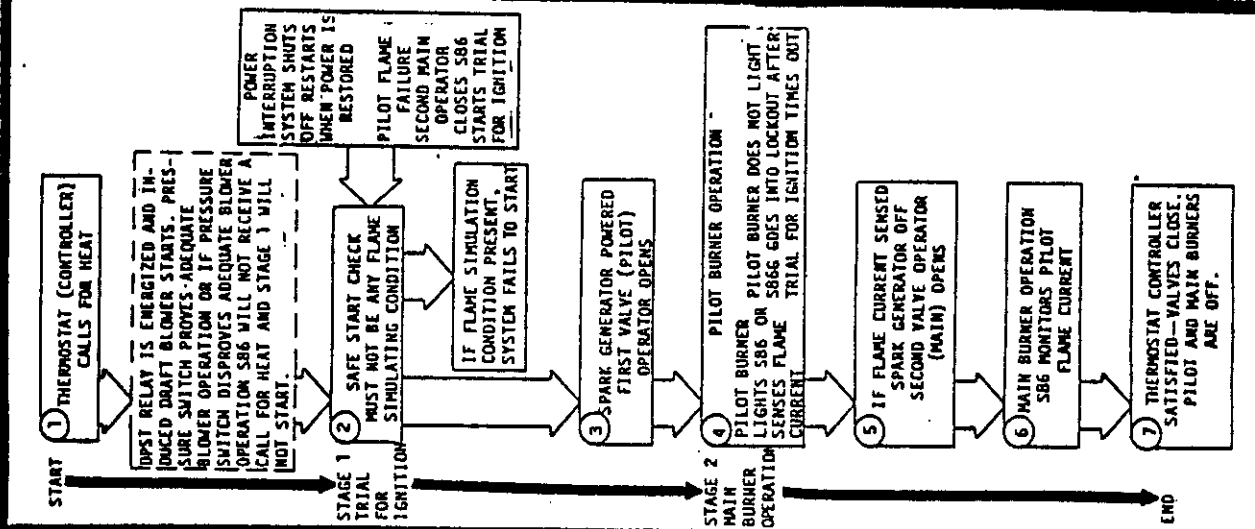 START
1 THERMOSTAT (CONTROLLER)
CALLS FOR HEAT
DPST RELAY IS ENERGIZED AND IN-
DUCED DRAFT BLOWER STARTS. PRES-
SURE SWITCH PROVES-ADEQUATE
BLOWER OPERATION OR IF PRESSURE
SWITCH DISPROVES ADEQUATE BLOWER
OPERATION S86 WILL NOT RECEIVE A
CALL FOR HEAT AND STAGE 1 WILL
NOT START.
POWER
INTERRUPTION
SYSTEM SHUTS
OFF RESTARTS
WHEN POWER IS
RESTORED
PILOT FLAME
FAILURE
SECOND MAIN
OPERATOR
CLOSES S86
STARTS TRIAL
FOR IGNITION
STAGE 1
TRIAL
FOR
IGNITION
2 SAFE START CHECK
MUST NOT BE ANY FLAME
SIMULATING CONDITION
IF FLAME SIMULATION
CONDITION PRESENT,
SYSTEM FAILS TO START
3 SPARK GENERATOR POWERED
FIRST VALVE (PILOT)
OPERATOR OPENS
STAGE 2
MAIN
BURNER
OPERATION
4 PILOT BURNER OPERATION
PILOT BURNER
LIGHTS S86 OR
SENSES FLAME
CURRENT
PILOT BURNER DOES NOT LIGHT
S86G GOES INTO LOCKOUT AFTER
TRIAL FOR IGNITION TIMES OUT
5 IF FLAME CURRENT SENSED
SPARK GENERATOR OFF
SECOND VALVE OPERATOR
(MAIN) OPENS
6 MAIN BURNER OPERATION
S86 MONITORS PILOT
FLAME CURRENT
7 THERMOSTAT CONTROLLER
SATISFIED—VALVES CLOSE.
PILOT AND MAIN BURNERS
ARE OFF.
END